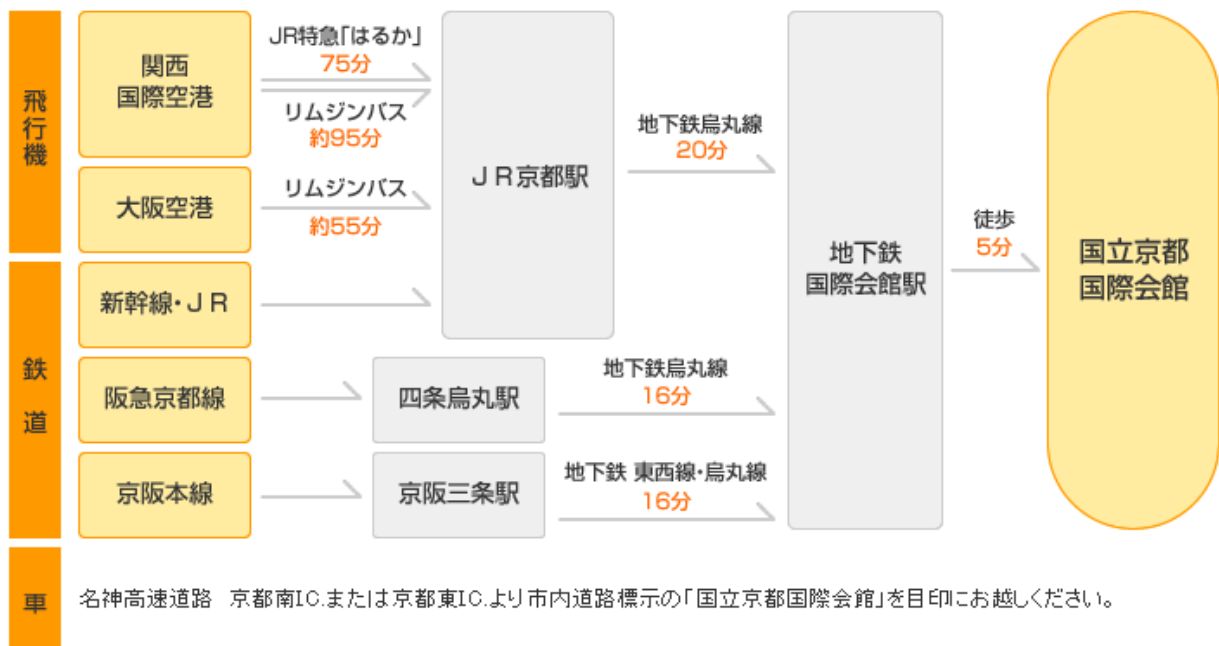 飛行機
関西
国際空港
JR特急「はるか」
75分
リムジンバス
約95分
大阪空港
リムジンバス
約55分
JR京都駅
地下鉄烏丸線
20分
鉄道
新幹線・JR
阪急京都線
四条烏丸駅
地下鉄烏丸線
16分
京阪本線
京阪三条駅
地下鉄 東西線・烏丸線
16分
地下鉄
国際会館駅
徒歩
5分
国立京都
国際会館
車
名神高速道路 京都南IC.または京都東IC.より市内道路標示の「国立京都国際会館」を目印にお越しください。